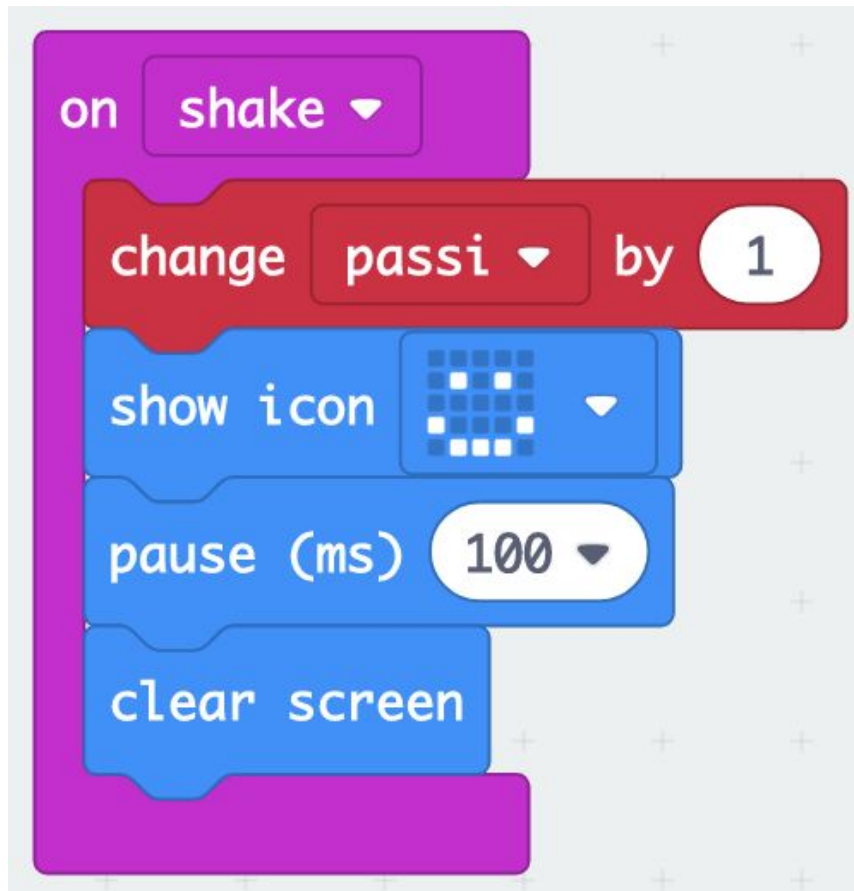 on shake
change passi by 1
show icon
pause (ms) 100
clear screen